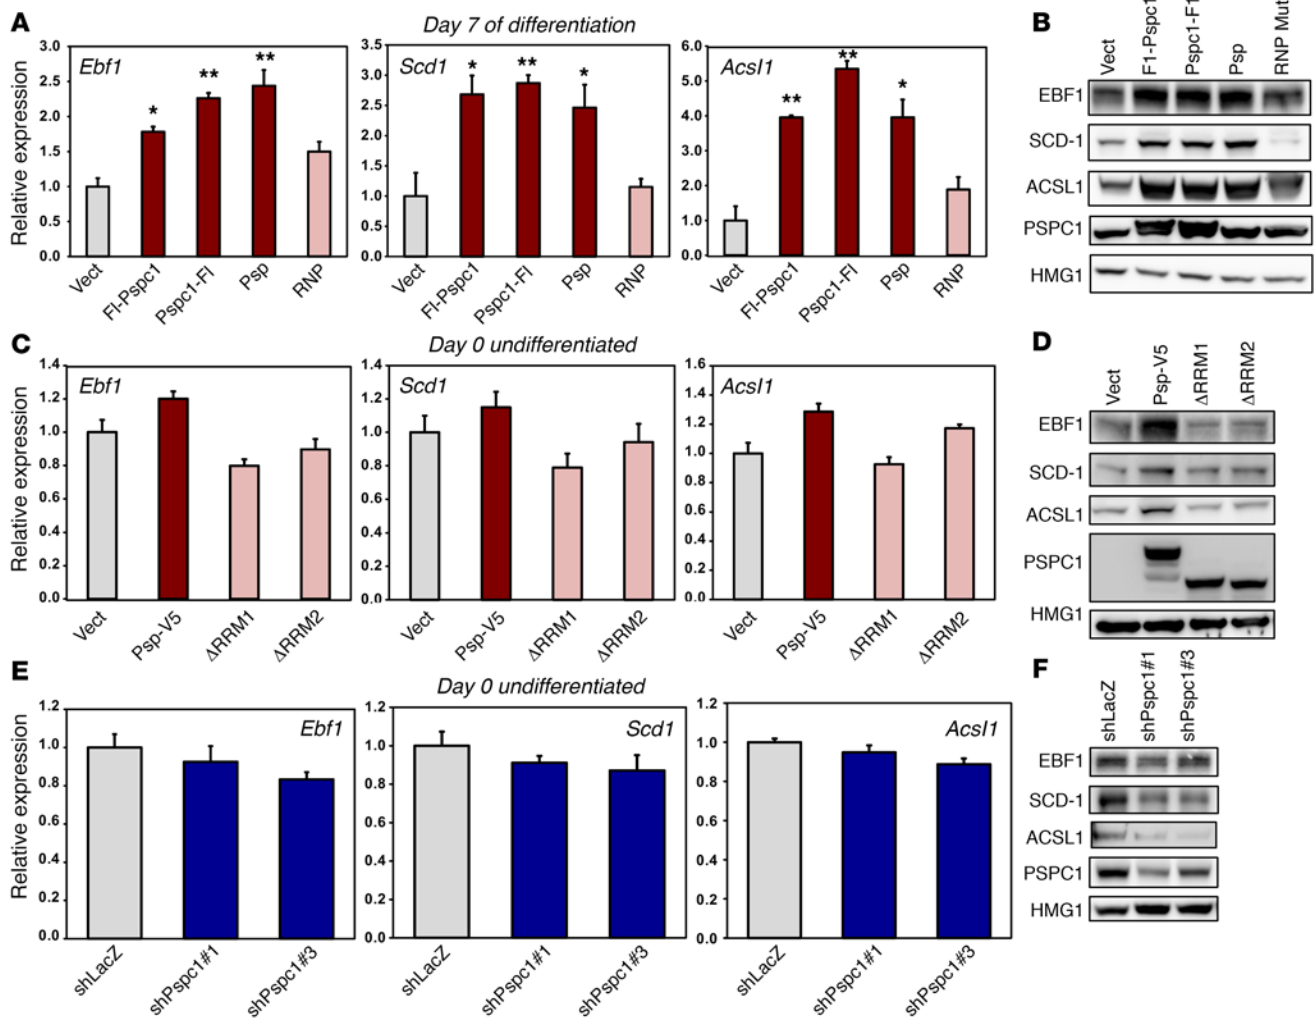 A
Day 7 of differentiation
Relative expression
Ebf1
3.0
2.5
2.0
1.5
1.0
0.5
0.0
*
**
**
Vect
Fl-Pspc1
Pspc1-Fl
Psp
RNP
Scd1
3.5
3.0
2.5
2.0
1.5
1.0
0.5
0.0
*
**
*
Vect
Fl-Pspc1
Pspc1-Fl
Psp
RNP
Acsl1
6.0
5.0
4.0
3.0
2.0
1.0
0.0
**
**
*
Vect
Fl-Pspc1
Pspc1-Fl
Psp
RNP
B
Vect
F1-Pspc1
Pspc1-F1
Psp
RNP Mut
EBF1
SCD-1
ACSL1
PSPC1
HMG1
C
Day 0 undifferentiated
Relative expression
Ebf1
1.4
1.2
1.0
0.8
0.6
0.4
0.2
0.0
Vect
Psp-V5
ΔRRM1
ΔRRM2
Scd1
1.4
1.2
1.0
0.8
0.6
0.4
0.2
0.0
Vect
Psp-V5
ΔRRM1
ΔRRM2
Acsl1
1.6
1.4
1.2
1.0
0.8
0.6
0.4
0.2
0.0
Vect
Psp-V5
ΔRRM1
ΔRRM2
D
Vect
Psp-V5
ΔRRM1
ΔRRM2
EBF1
SCD-1
ACSL1
PSPC1
HMG1
E
Day 0 undifferentiated
Relative expression
Ebf1
1.2
1.0
0.8
0.6
0.4
0.2
0.0
shLacZ
shPspc1#1
shPspc1#3
Scd1
1.2
1.0
0.8
0.6
0.4
0.2
0.0
shLacZ
shPspc1#1
shPspc1#3
Acsl1
1.2
1.0
0.8
0.6
0.4
0.2
0.0
shLacZ
shPspc1#1
shPspc1#3
F
shLacZ
shPspc1#1
shPspc1#3
EBF1
SCD-1
ACSL1
PSPC1
HMG1